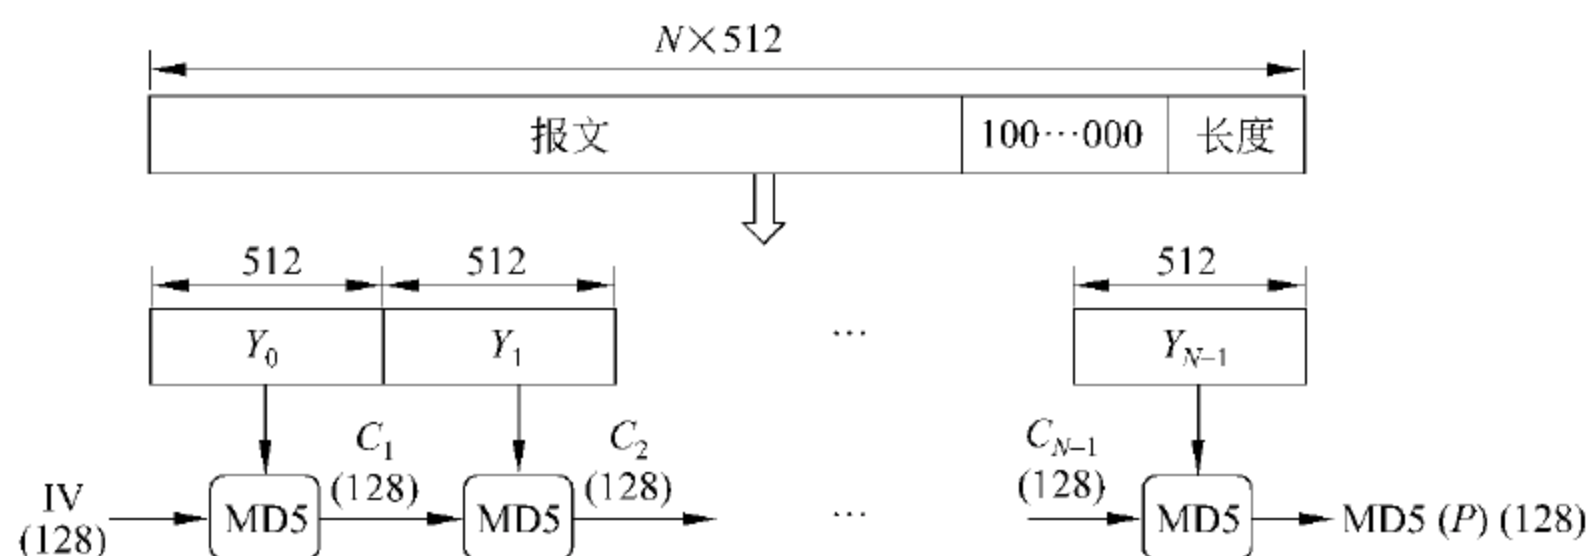 N×512
报文 100…000 长度
512 512 512
Y0 Y1 … YN−1
C1 C2 CN−1
(128) (128) (128)
IV MD5 MD5 … MD5 MD5 (P) (128)
(128)